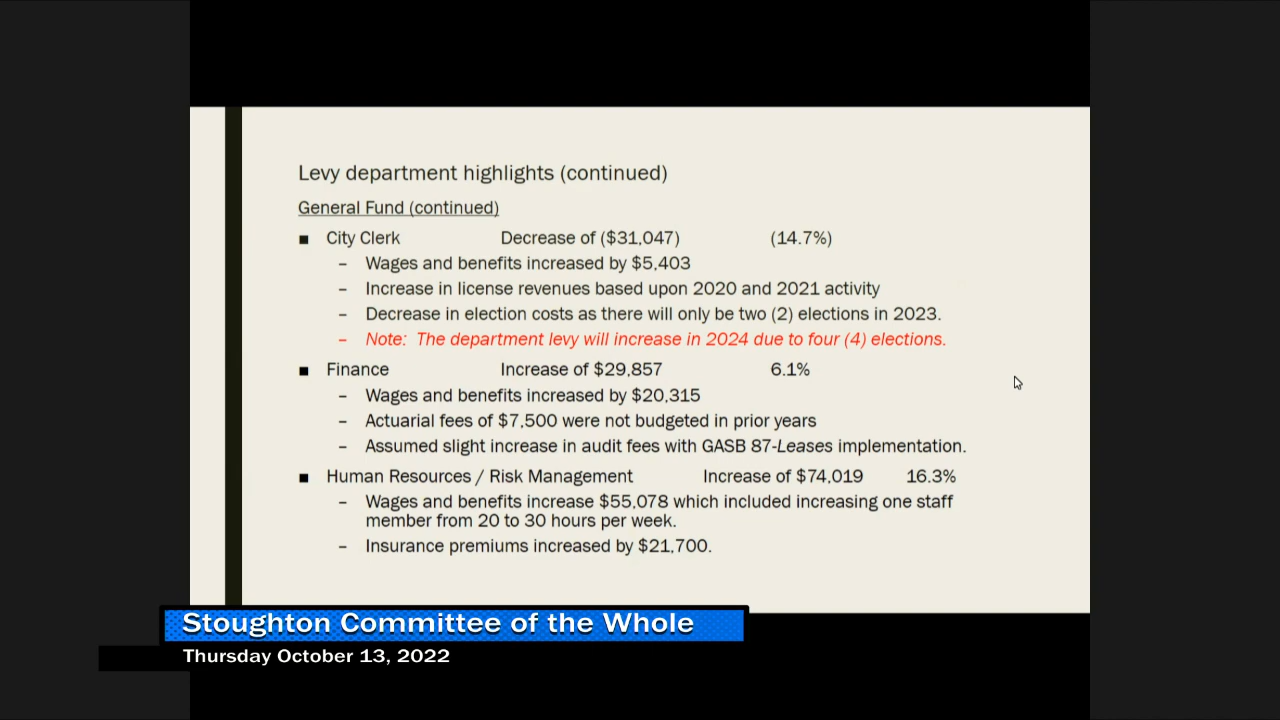 Levy department highlights (continued)
General Fund (continued)
■ City Clerk Decrease of ($31,047) (14.7%)
– Wages and benefits increased by $5,403
– Increase in license revenues based upon 2020 and 2021 activity
– Decrease in election costs as there will only be two (2) elections in 2023.
– Note: The department levy will increase in 2024 due to four (4) elections.
■ Finance Increase of $29,857 6.1%
– Wages and benefits increased by $20,315
– Actuarial fees of $7,500 were not budgeted in prior years
– Assumed slight increase in audit fees with GASB 87-Leases implementation.
■ Human Resources / Risk Management Increase of $74,019 16.3%
– Wages and benefits increase $55,078 which included increasing one staff
member from 20 to 30 hours per week.
– Insurance premiums increased by $21,700.
Stoughton Committee of the Whole
Thursday October 13, 2022